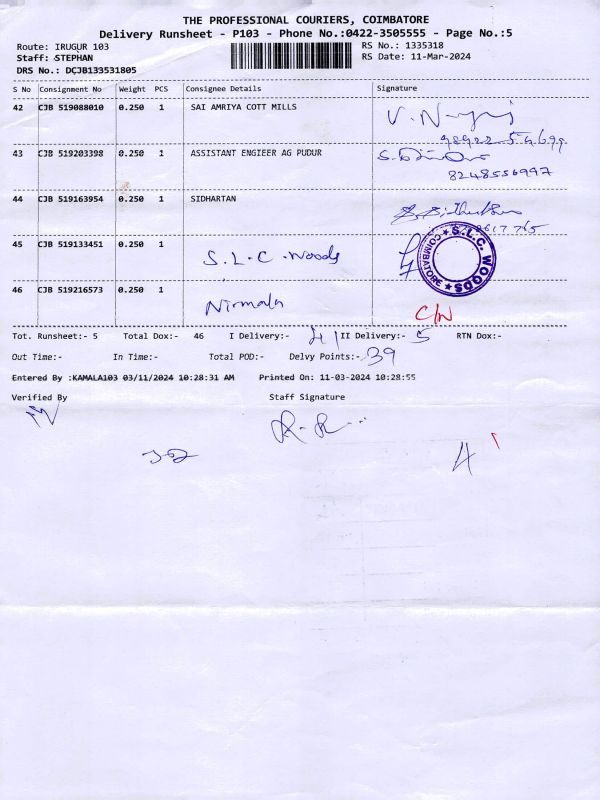 THE PROFESSIONAL COURIERS, COIMBATORE
Delivery Runsheet - P103 - Phone No.:0422-3505555 - Page No.:5
Route: IRUGUR 103 RS No.: 1335318
Staff: STEPHAN RS Date: 11-Mar-2024
DRS No.: DCJB133531805
S No Consignment No Weight PCS Consignee Details Signature
42 CJB 519088010 0.250 1 SAI AMRIYA COTT MILLS
43 CJB 519203398 0.250 1 ASSISTANT ENGIEER AG PUDUR
8248556997
44 CJB 519163954 0.250 1 SIDHARTAN
45 CJB 519133451 0.250 1 S.L.C.Woods
S.L.C. WOODS
COIMBATORE
46 CJB 519216573 0.250 1 Nirmala C/N
Tot. Runsheet:- 5 Total Dox:- 46 I Delivery:- 41 II Delivery:- 5 RTN Dox:-
Out Time:- In Time:- Total POD:- Delvy Points:- 39
Entered By :KAMALA103 03/11/2024 10:28:31 AM Printed On: 11-03-2024 10:28:55
Verified By Staff Signature